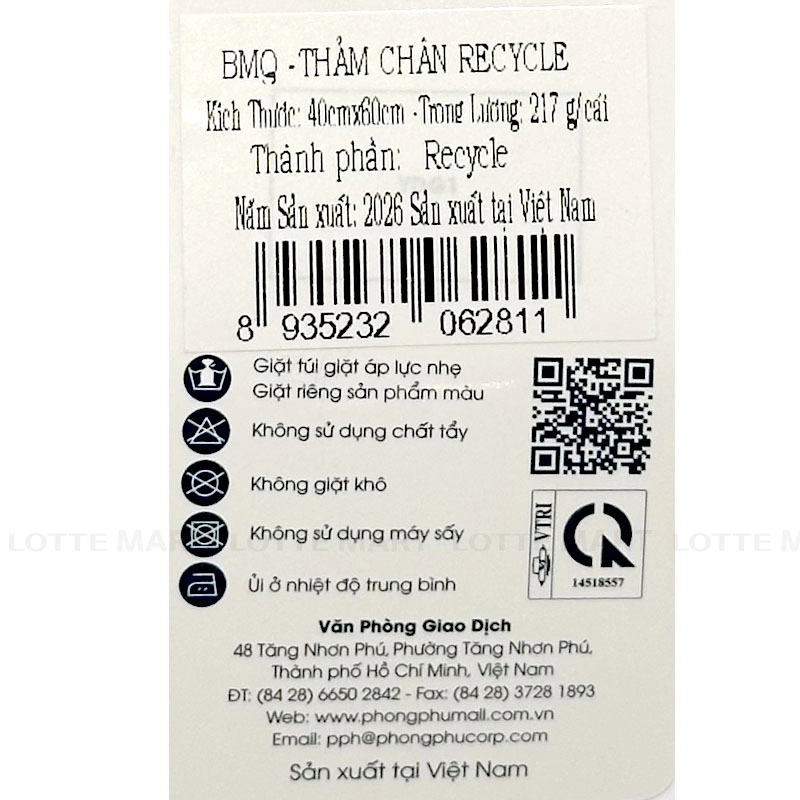 BMQ -THẢM CHÂN RECYCLE
Kích Thước: 40cmx60cm -Trọng Lượng: 217 g/cái
Thành phần: Recycle
Năm Sản xuất: 2026 Sản xuất tại Việt Nam
8 935232 062811
Giặt túi giặt áp lực nhẹ
Giặt riêng sản phẩm màu
Không sử dụng chất tẩy
Không giặt khô
Không sử dụng máy sấy
Ủi ở nhiệt độ trung bình
VTRI
14518557
LOTTE MART LOTTE MART LOTTE MART LOTTE M
Văn Phòng Giao Dịch
48 Tăng Nhơn Phú, Phường Tăng Nhơn Phú,
Thành phố Hồ Chí Minh, Việt Nam
ĐT: (84 28) 6650 2842 - Fax: (84 28) 3728 1893
Web: www.phongphumall.com.vn
Email: pph@phongphucorp.com
Sản xuất tại Việt Nam